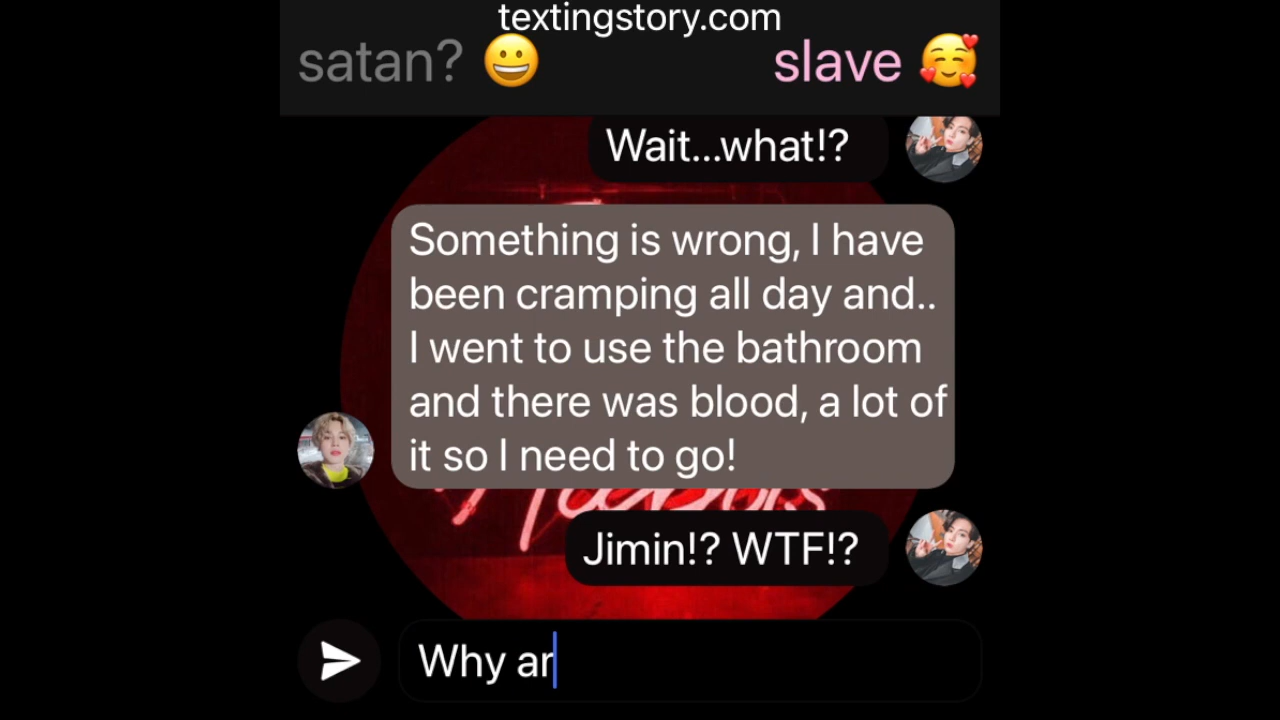 textingstory.com
satan? 😀 slave 🥰
Wait...what!?
Something is wrong, I have
been cramping all day and..
I went to use the bathroom
and there was blood, a lot of
it so I need to go!
Jimin!? WTF!?
Why ar